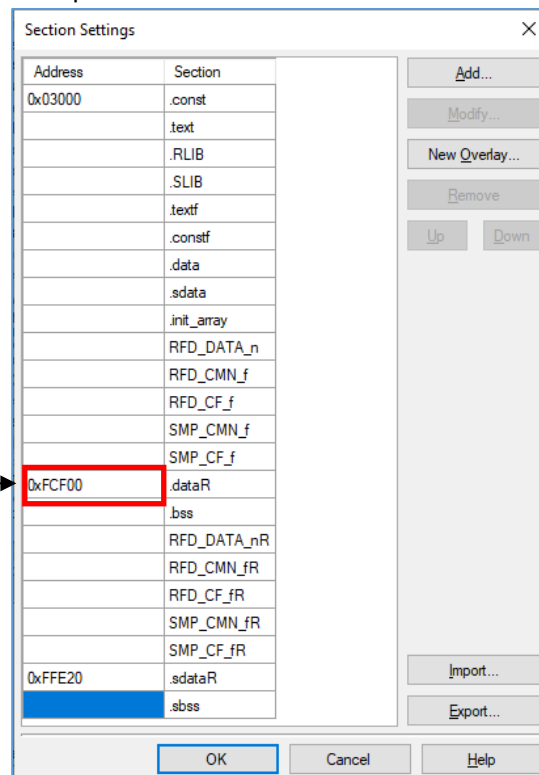 Section Settings
Address Section
0x03000 .const
.text
.RLIB
.SLIB
.textf
.constf
.data
.sdata
.init_array
RFD_DATA_n
RFD_CMN_f
RFD_CF_f
SMP_CMN_f
SMP_CF_f
0xFCF00 .dataR
.bss
RFD_DATA_nR
RFD_CMN_fR
RFD_CF_fR
SMP_CMN_fR
SMP_CF_fR
0xFFE20 .sdataR
.sbss
Add...
Modify...
New Overlay...
Remove
Up Down
Import...
Export...
OK Cancel Help